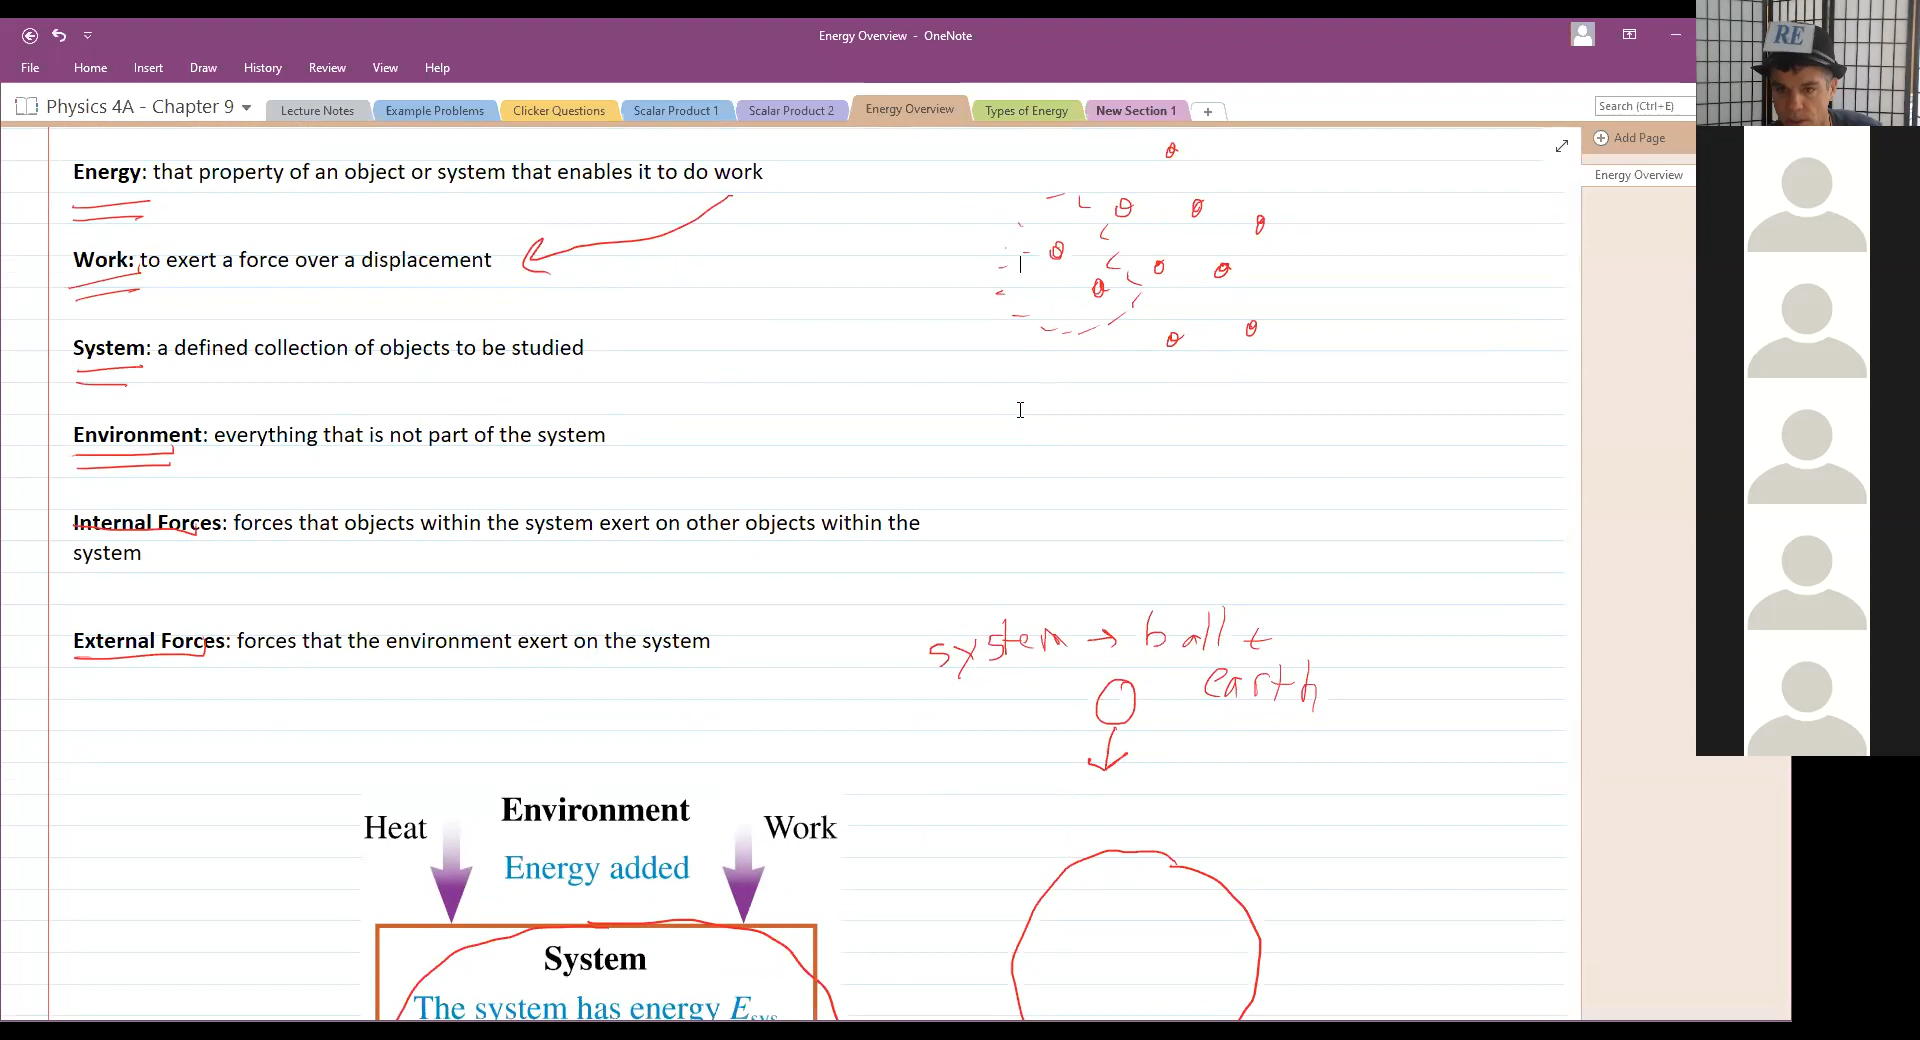 Energy Overview - OneNote
File Home Insert Draw History Review View Help
Physics 4A - Chapter 9
Lecture Notes Example Problems Clicker Questions Scalar Product 1 Scalar Product 2 Energy Overview Types of Energy New Section 1 +
Search (Ctrl+E)
Add Page
Energy Overview
RE
Energy: that property of an object or system that enables it to do work
Work: to exert a force over a displacement
System: a defined collection of objects to be studied
Environment: everything that is not part of the system
Internal Forces: forces that objects within the system exert on other objects within the
system
External Forces: forces that the environment exert on the system
system → ball +
earth
Heat Environment Work
Energy added
System
The system has energy Esys